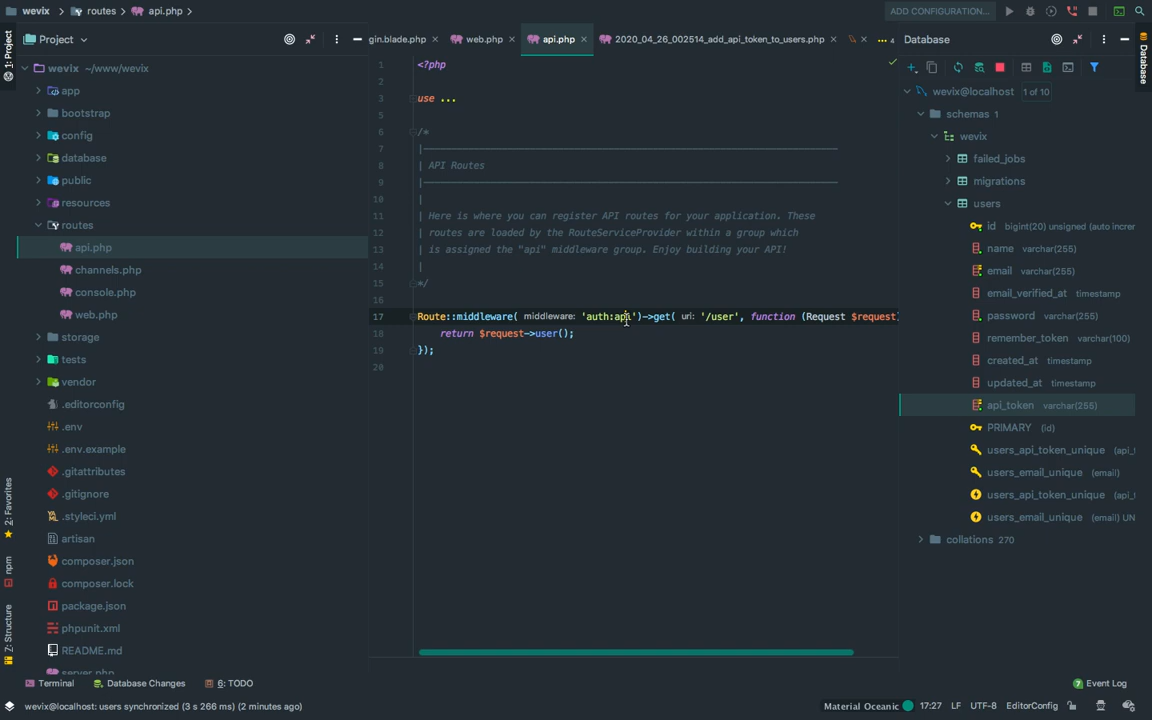 wevix
routes
api.php
ADD CONFIGURATION...
1: Project
Project
gin.blade.php
web.php
api.php
2020_04_26_002514_add_api_token_to_users.php
4
Database
Database
wevix ~/www/wevix
app
bootstrap
config
database
public
resources
routes
api.php
channels.php
console.php
web.php
storage
tests
vendor
.editorconfig
.env
.env.example
.gitattributes
.gitignore
.styleci.yml
artisan
composer.json
composer.lock
package.json
phpunit.xml
README.md
server.php
2: Favorites
npm
Z: Structure
1 <?php
2
3 use ...
5
6 /*
7 |
8 | API Routes
9 |
10 |
11 | Here is where you can register API routes for your application. These
12 | routes are loaded by the RouteServiceProvider within a group which
13 | is assigned the "api" middleware group. Enjoy building your API!
14 |
15 */
16
17 Route::middleware( middleware: 'auth:api')->get( uri: '/user', function (Request $request)
18 return $request->user();
19 });
20
wevix@localhost 1 of 10
schemas 1
wevix
failed_jobs
migrations
users
id bigint(20) unsigned (auto increr
name varchar(255)
email varchar(255)
email_verified_at timestamp
password varchar(255)
remember_token varchar(100)
created_at timestamp
updated_at timestamp
api_token varchar(255)
PRIMARY (id)
users_api_token_unique (api_t
users_email_unique (email)
users_api_token_unique (api_t
users_email_unique (email) UN
collations 270
Terminal
Database Changes
6: TODO
7 Event Log
wevix@localhost: users synchronized (3 s 266 ms) (2 minutes ago)
Material Oceanic
17:27 LF UTF-8 EditorConfig